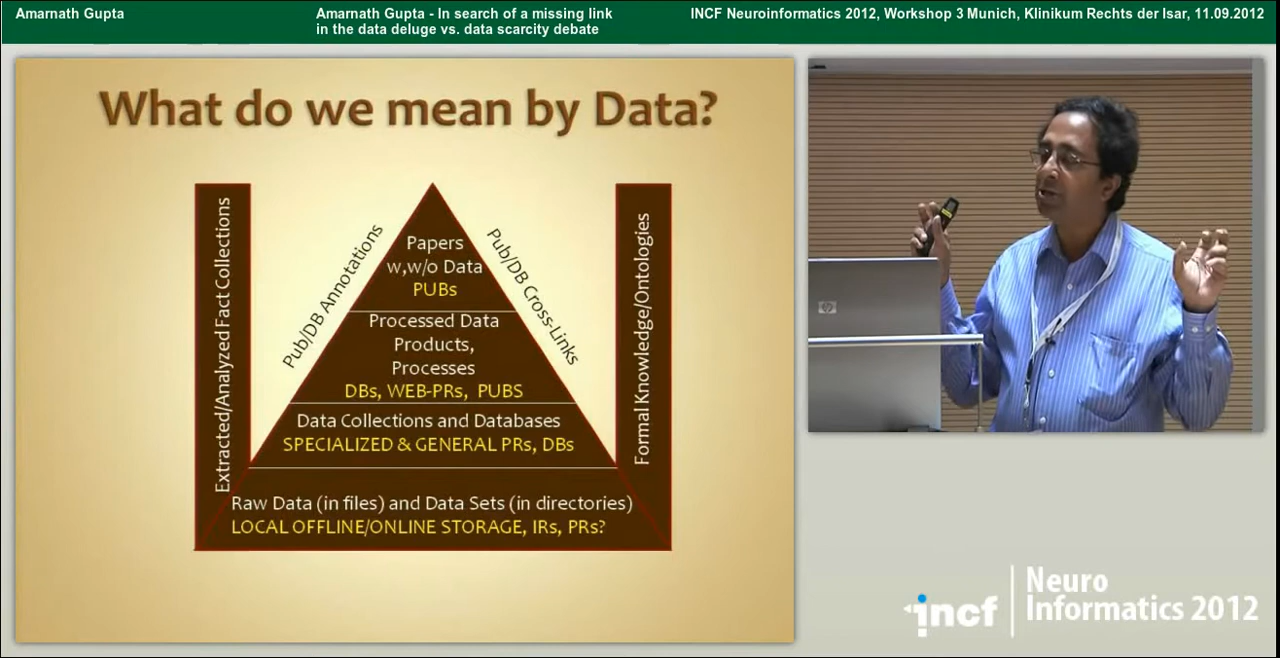 Amarnath Gupta
Amarnath Gupta - In search of a missing link
in the data deluge vs. data scarcity debate
INCF Neuroinformatics 2012, Workshop 3 Munich, Klinikum Rechts der Isar, 11.09.2012
What do we mean by Data?
Extracted/Analyzed Fact Collections
Pub/DB Annotations
Papers
w,w/o Data
PUBs
Pub/DB Cross-Links
Formal Knowledge/Ontologies
Processed Data
Products,
Processes
DBs, WEB-PRs, PUBS
Data Collections and Databases
SPECIALIZED & GENERAL PRs, DBs
Raw Data (in files) and Data Sets (in directories)
LOCAL OFFLINE/ONLINE STORAGE, IRs, PRs?
hp
incf
Neuro
Informatics 2012